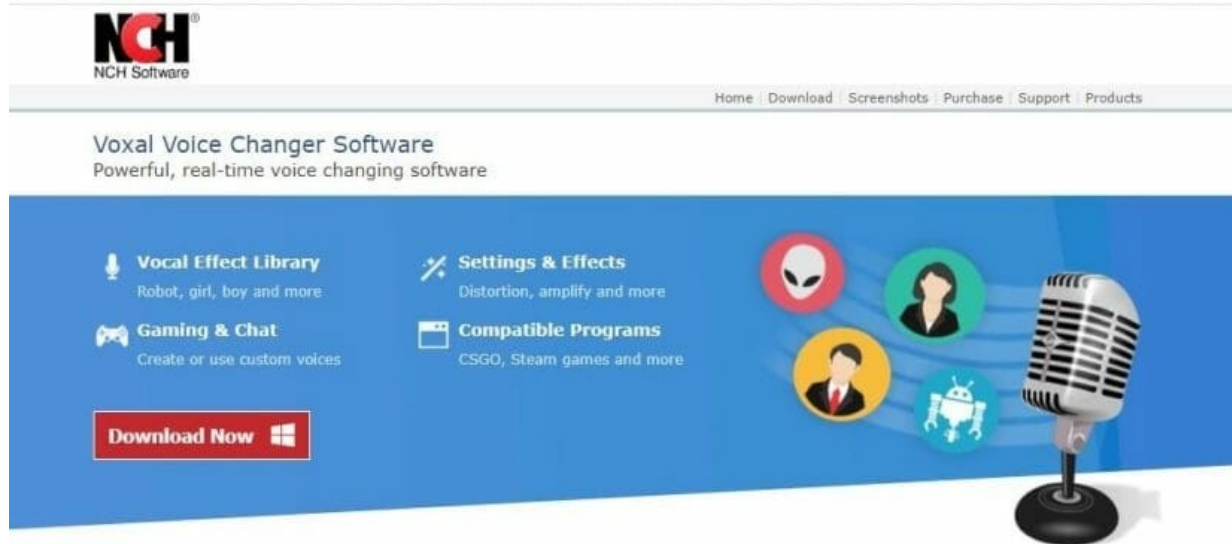 NCH®
NCH Software
Home | Download | Screenshots | Purchase | Support | Products
Voxal Voice Changer Software
Powerful, real-time voice changing software
Vocal Effect Library
Robot, girl, boy and more
Settings & Effects
Distortion, amplify and more
Gaming & Chat
Create or use custom voices
Compatible Programs
CSGO, Steam games and more
Download Now